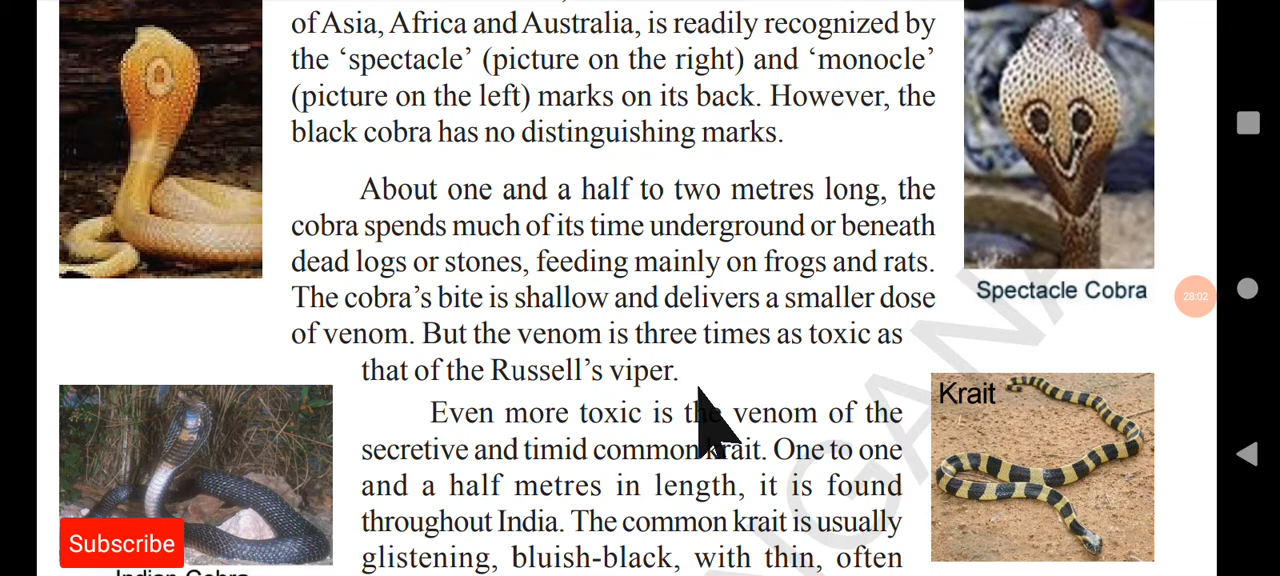 of Asia, Africa and Australia, is readily recognized by
the ‘spectacle’ (picture on the right) and ‘monocle’
(picture on the left) marks on its back. However, the
black cobra has no distinguishing marks.
About one and a half to two metres long, the
cobra spends much of its time underground or beneath
dead logs or stones, feeding mainly on frogs and rats.
The cobra’s bite is shallow and delivers a smaller dose
of venom. But the venom is three times as toxic as
that of the Russell’s viper.
Even more toxic is the venom of the
secretive and timid common krait. One to one
and a half metres in length, it is found
throughout India. The common krait is usually
glistening, bluish-black, with thin, often
Spectacle Cobra
28:02
Krait
Subscribe
Indian Cobra